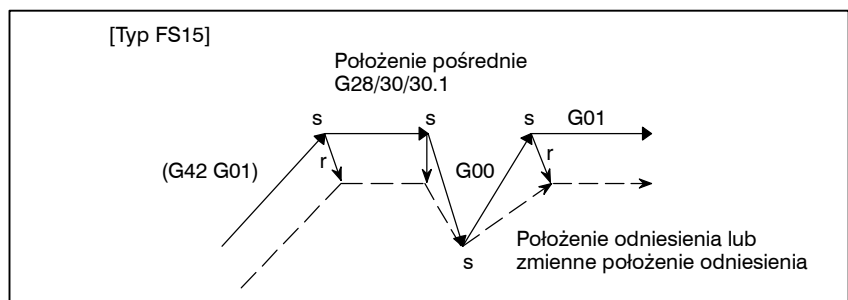 [Typ FS15]
Położenie pośrednie
G28/30/30.1
s
s
s
G01
(G42 G01)
r
G00
r
s
Położenie odniesienia lub
zmienne położenie odniesienia